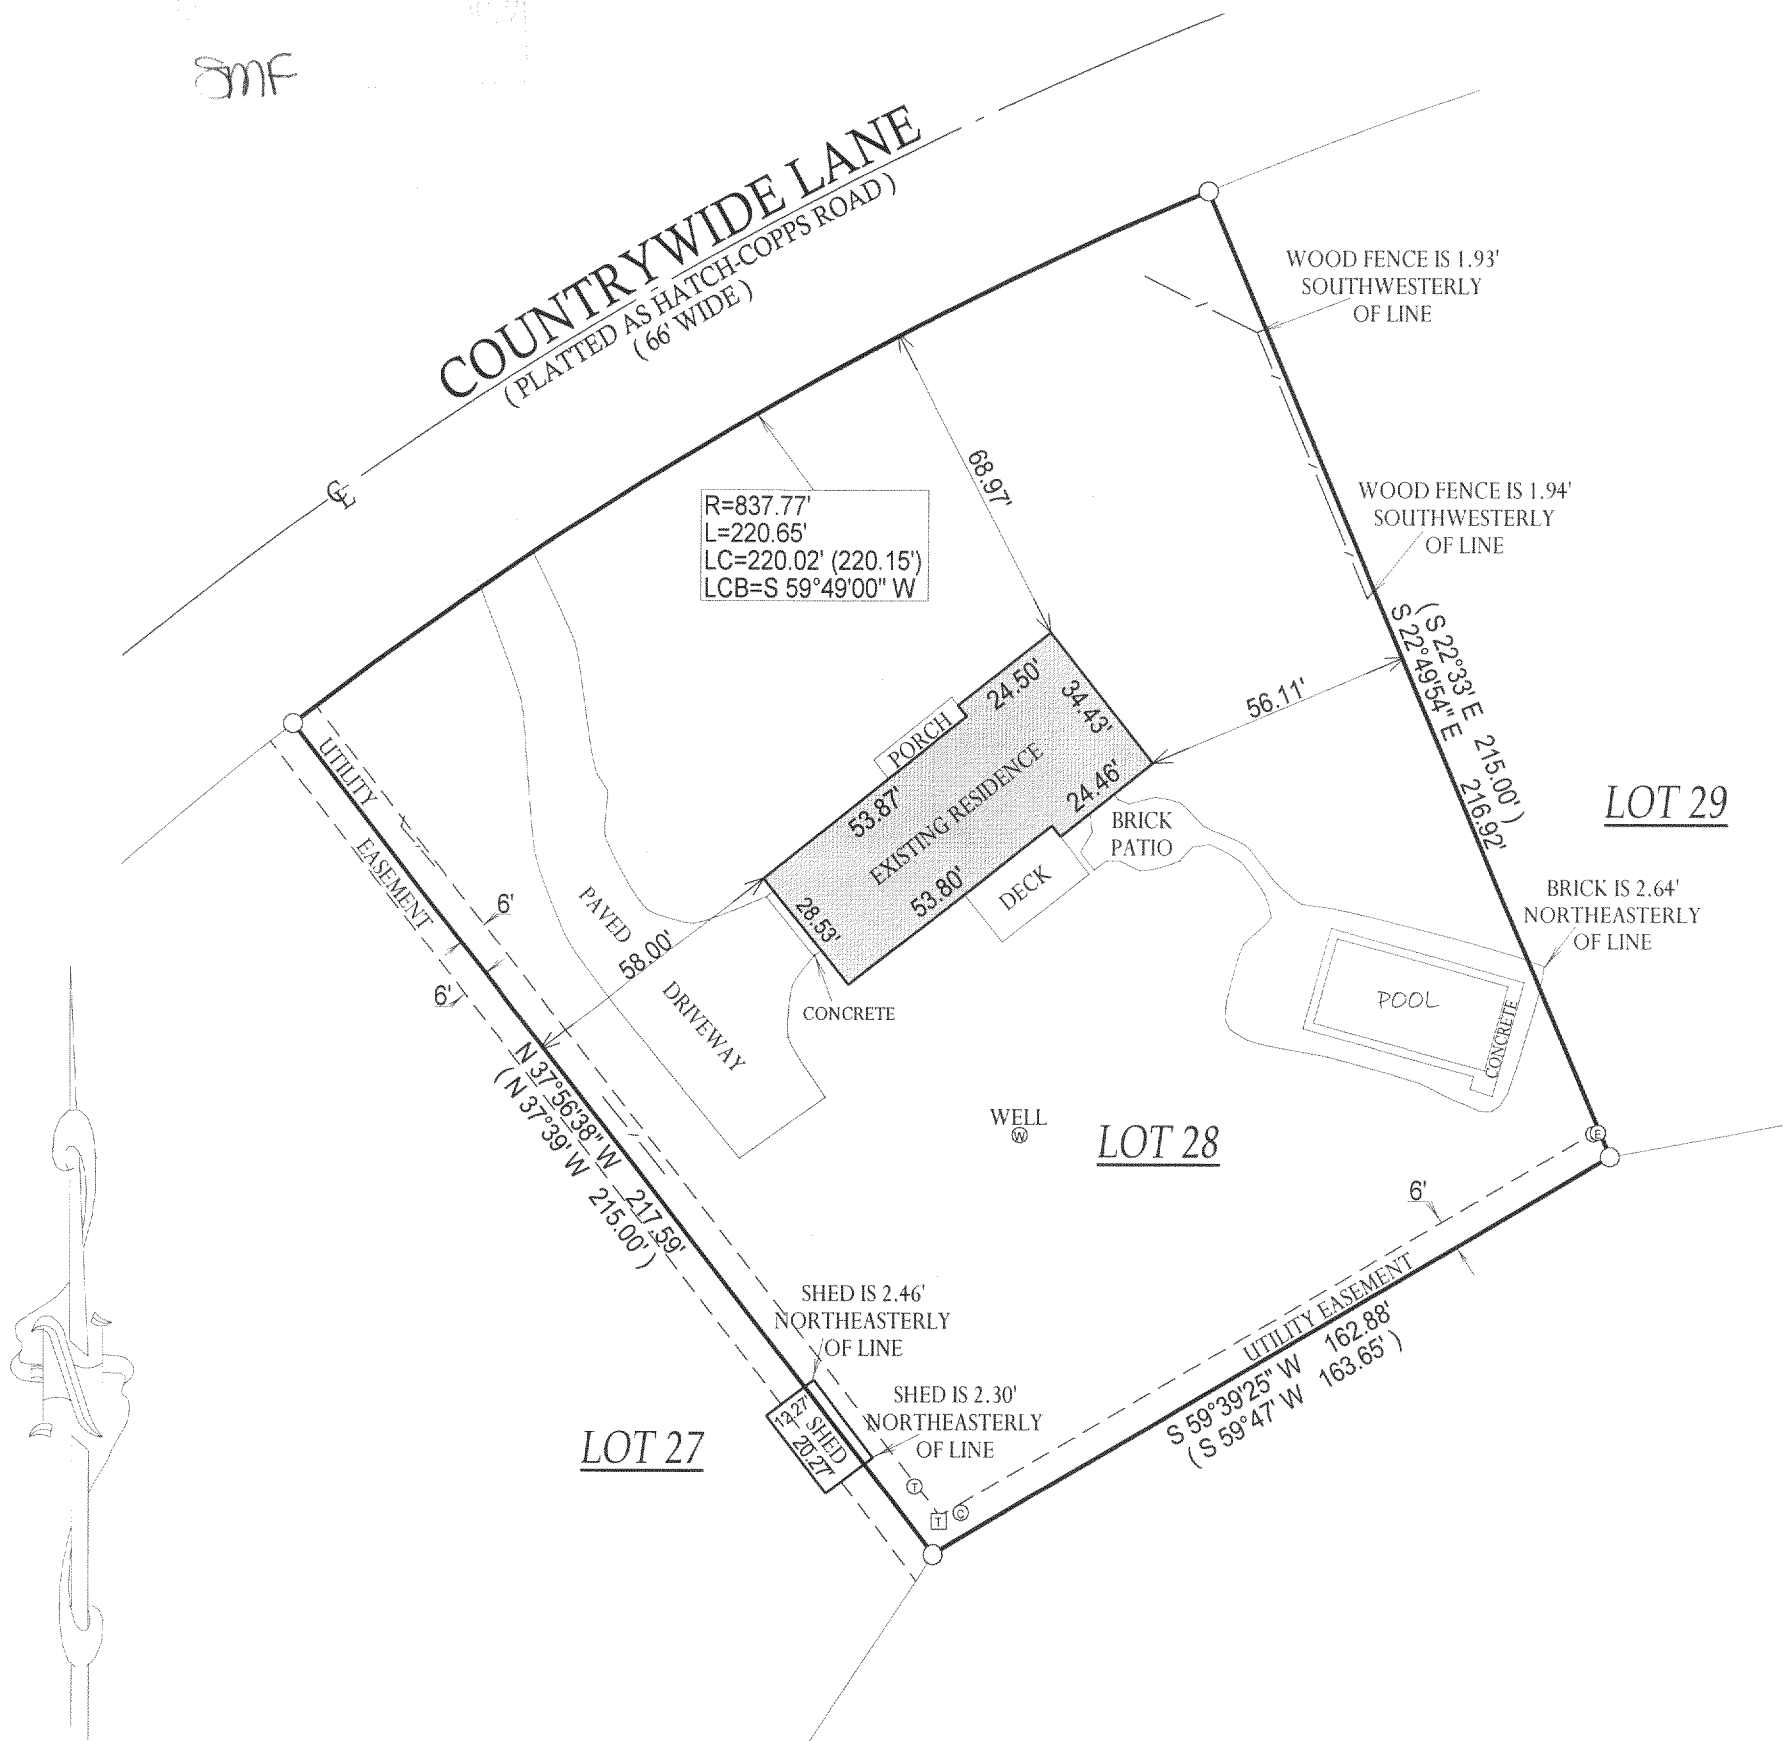 SMF
COUNTRYWIDE LANE
( PLATTED AS HATCH-COPPS ROAD )
( 66' WIDE )
WOOD FENCE IS 1.93'
SOUTHWESTERLY
OF LINE
68.97'
R=837.77'
L=220.65'
LC=220.02' (220.15')
LCB=S 59°49'00" W
WOOD FENCE IS 1.94'
SOUTHWESTERLY
OF LINE
( S 22°33' E 215.00' )
S 22°49'54" E 216.92'
24.50'
34.43'
56.11'
PORCH
53.87'
EXISTING RESIDENCE
24.46'
UTILITY
EASEMENT
LOT 29
BRICK
PATIO
DECK
53.80'
28.53'
PAVED
DRIVEWAY
58.00'
6'
6'
CONCRETE
BRICK IS 2.64'
NORTHEASTERLY
OF LINE
POOL
CONCRETE
N 37°56'38" W 217.59'
( N 37°39' W 215.00' )
WELL
W
LOT 28
E
6'
UTILITY EASEMENT
S 59°39'25" W 162.88'
( S 59°47' W 163.65' )
SHED IS 2.46'
NORTHEASTERLY
OF LINE
SHED IS 2.30'
NORTHEASTERLY
OF LINE
12.27'
SHED
20.27'
LOT 27
T
T
C